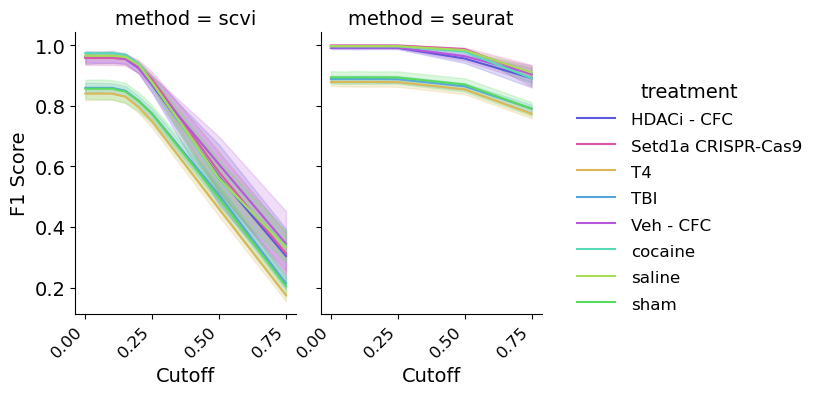 method = scvi
method = seurat
1.0
0.8
0.6
0.4
0.2
F1 Score
0.00
0.25
0.50
0.75
Cutoff
0.00
0.25
0.50
0.75
Cutoff
treatment
HDACi - CFC
Setd1a CRISPR-Cas9
T4
TBI
Veh - CFC
cocaine
saline
sham